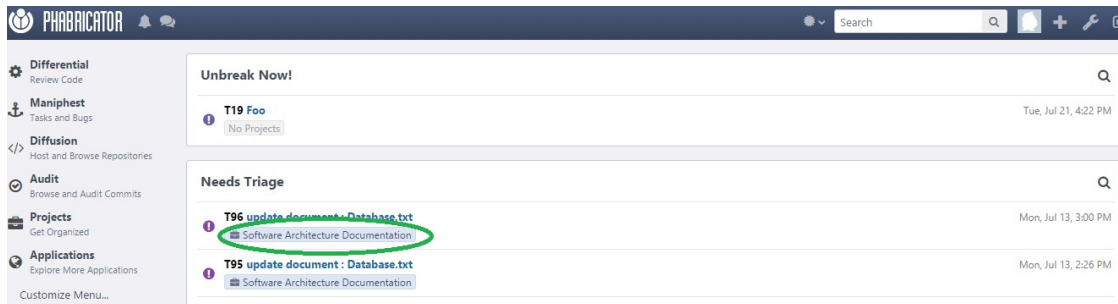 PHABRICATOR
Search
Differential
Review Code
Maniphest
Tasks and Bugs
Diffusion
Host and Browse Repositories
Audit
Browse and Audit Commits
Projects
Get Organized
Applications
Explore More Applications
Customize Menu...
Unbreak Now!
T19 Foo
Tue, Jul 21, 4:22 PM
No Projects
Needs Triage
T96 update document : Database.txt
Mon, Jul 13, 3:00 PM
Software Architecture Documentation
T95 update document : Database.txt
Mon, Jul 13, 2:26 PM
Software Architecture Documentation